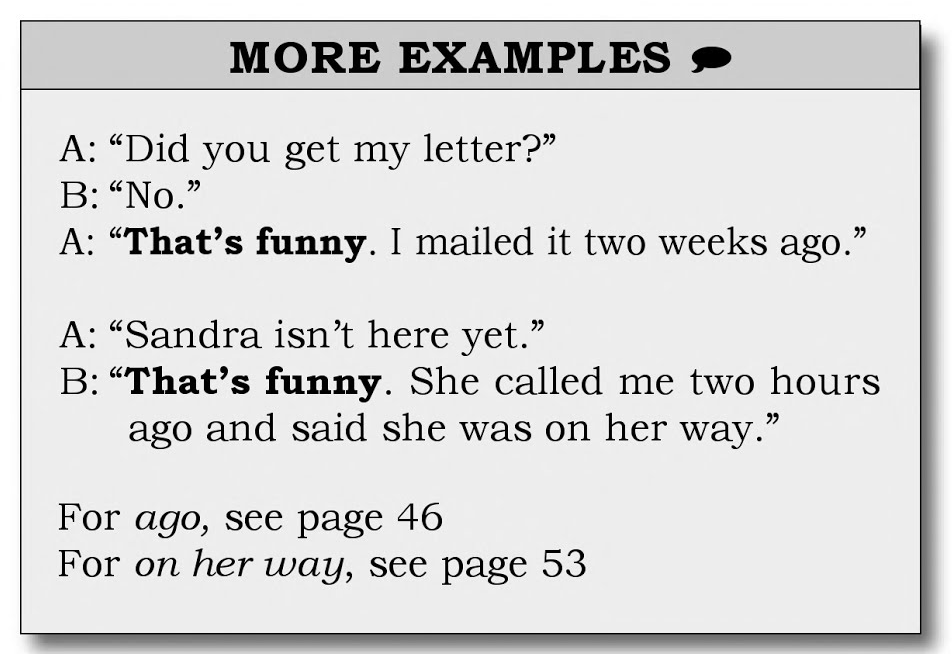 MORE EXAMPLES
A: “Did you get my letter?”
B: “No.”
A: “That’s funny. I mailed it two weeks ago.”
A: “Sandra isn’t here yet.”
B: “That’s funny. She called me two hours
ago and said she was on her way.”
For ago, see page 46
For on her way, see page 53